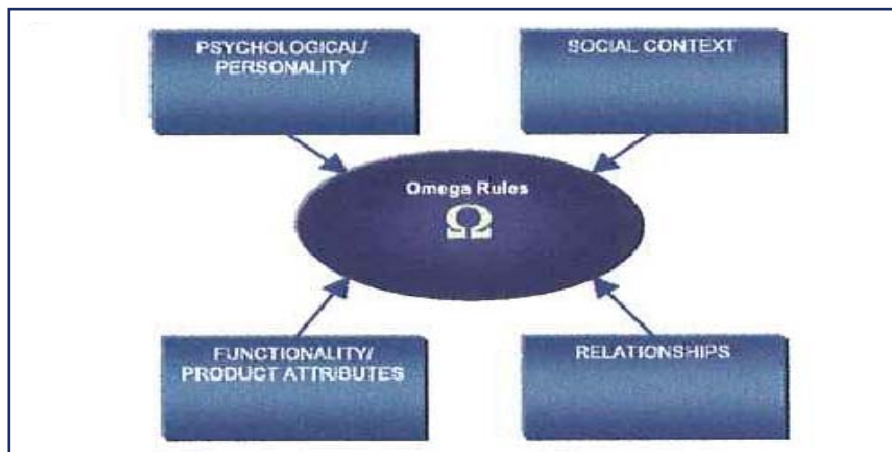 PSYCHOLOGICAL/
PERSONALITY
SOCIAL CONTEXT
Omega Rules
Ω
FUNCTIONALITY/
PRODUCT ATTRIBUTES
RELATIONSHIPS